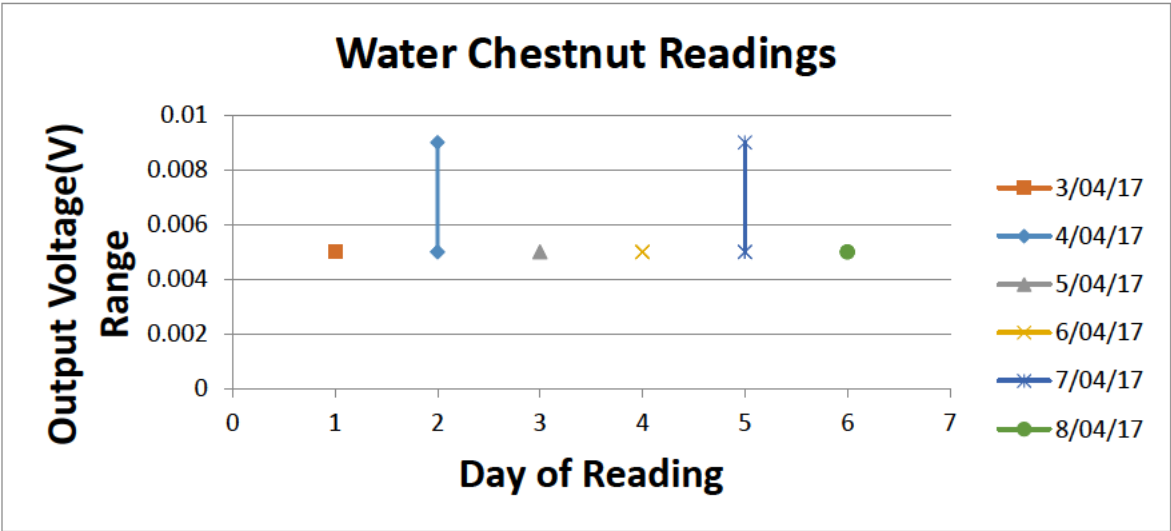 Water Chestnut Readings
Output Voltage(V)
Range
0.01
0.008
0.006
0.004
0.002
0
0 1 2 3 4 5 6 7
Day of Reading
3/04/17
4/04/17
5/04/17
6/04/17
7/04/17
8/04/17